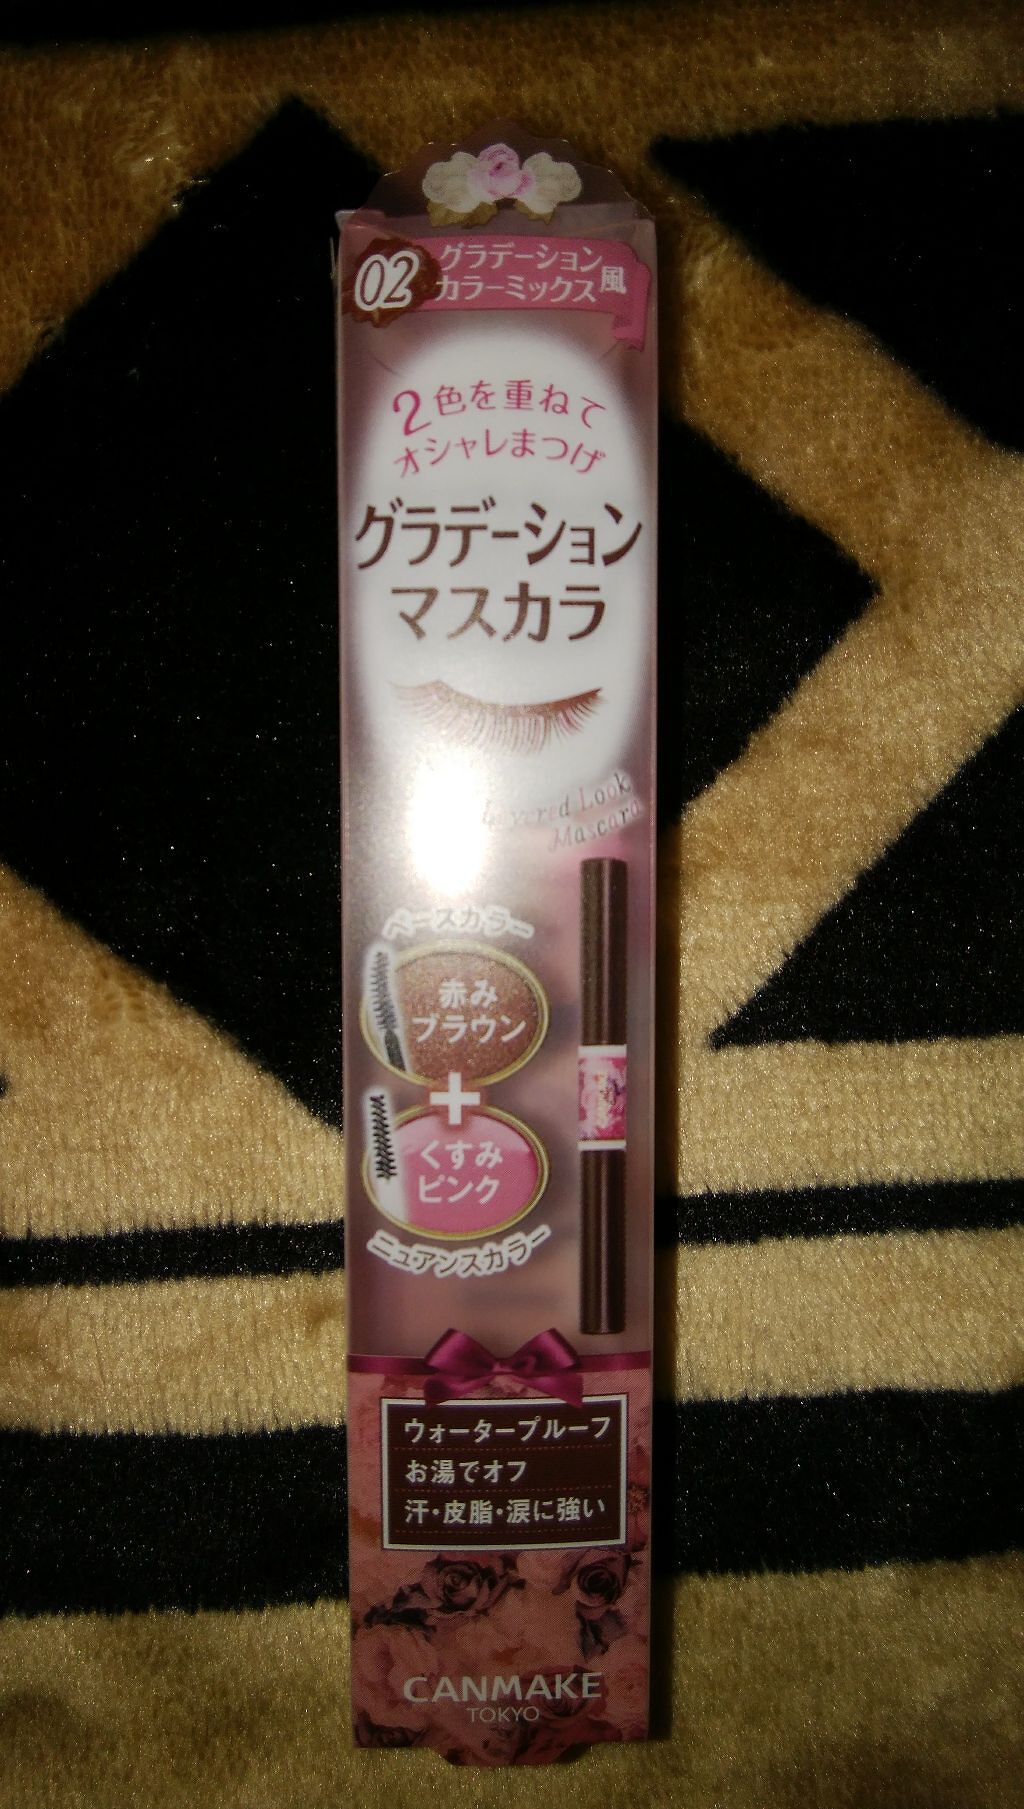 02
グラデーション
カラーミックス風
2色を重ねて
オシャレまつげ
グラデーション
マスカラ
Layered Look
Mascara
ベースカラー
赤み
ブラウン
+
くすみ
ピンク
ニュアンスカラー
ウォータープルーフ
お湯でオフ
汗・皮脂・涙に強い
CANMAKE
TOKYO